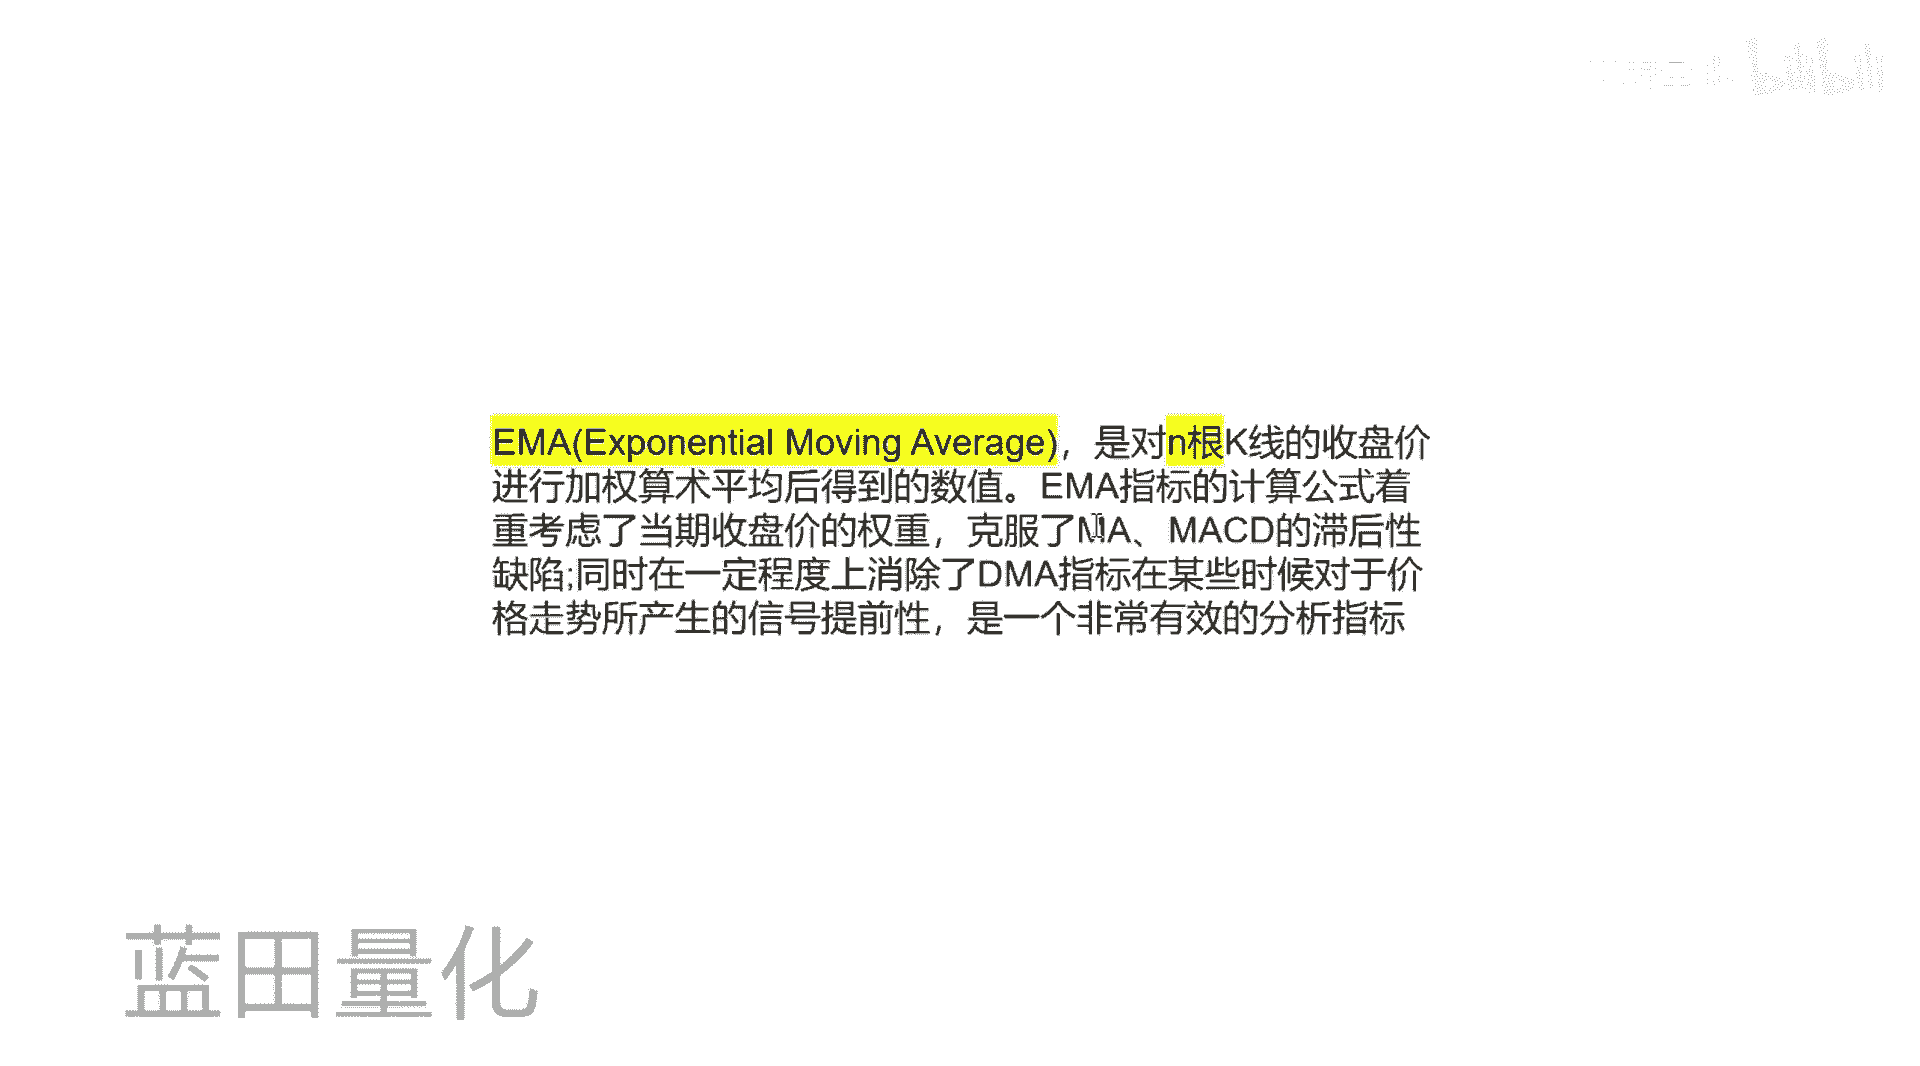 bilibili
EMA(Exponential Moving Average)，是对n根K线的收盘价
进行加权算术平均后得到的数值。EMA指标的计算公式着
重考虑了当期收盘价的权重，克服了MA、MACD的滞后性
缺陷;同时在一定程度上消除了DMA指标在某些时候对于价
格走势所产生的信号提前性，是一个非常有效的分析指标
蓝田量化